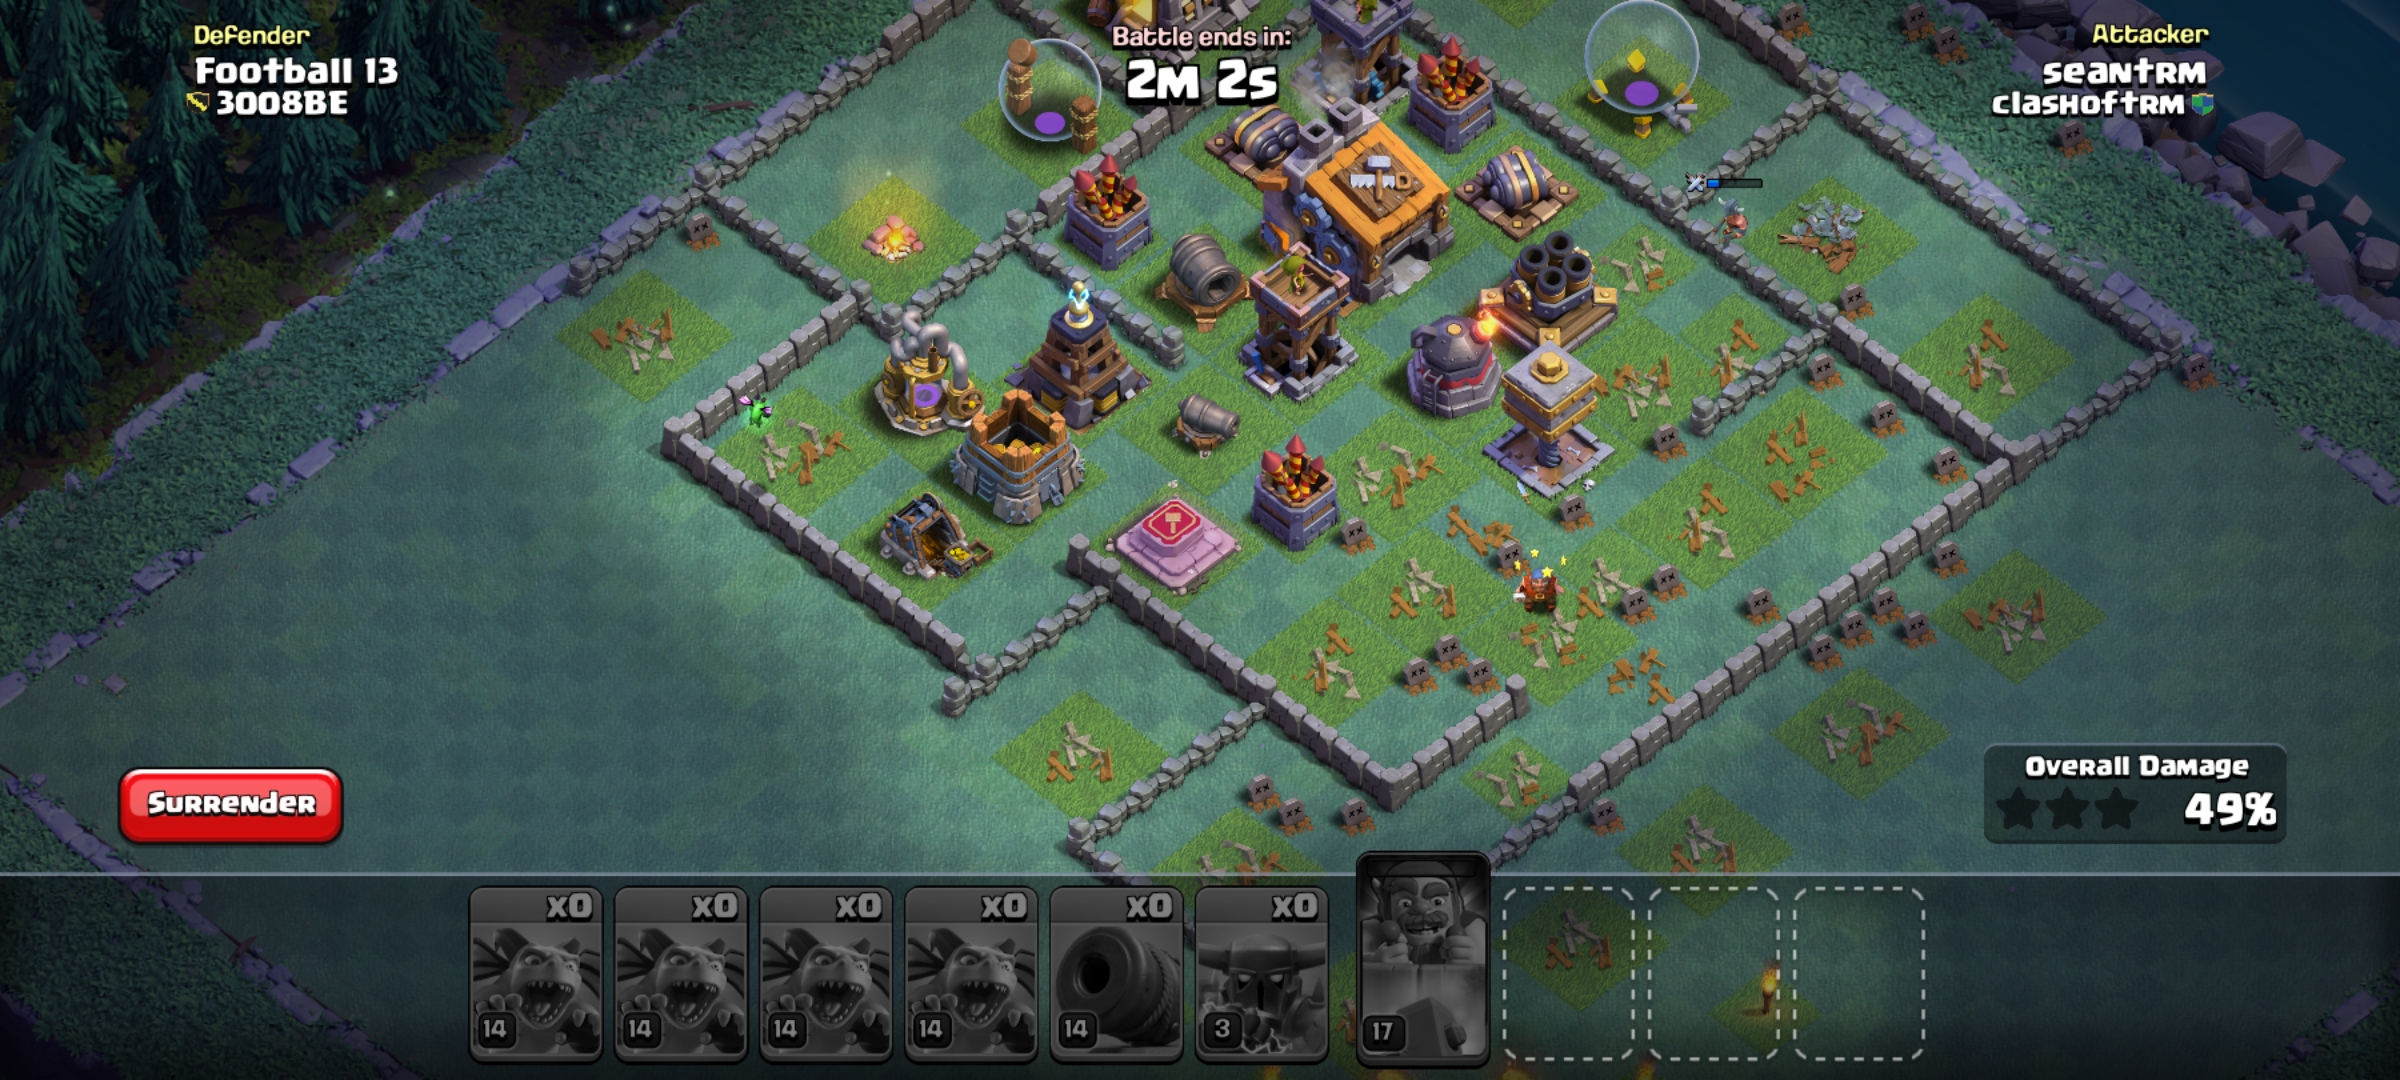 Defender
Football 13
3008BE
Battle ends in:
2M 2s
Attacker
seantRM
clashoftRM
+5
Surrender
Overall Damage
49%
x0
x0
x0
x0
x0
x0
14
14
14
14
14
3
17